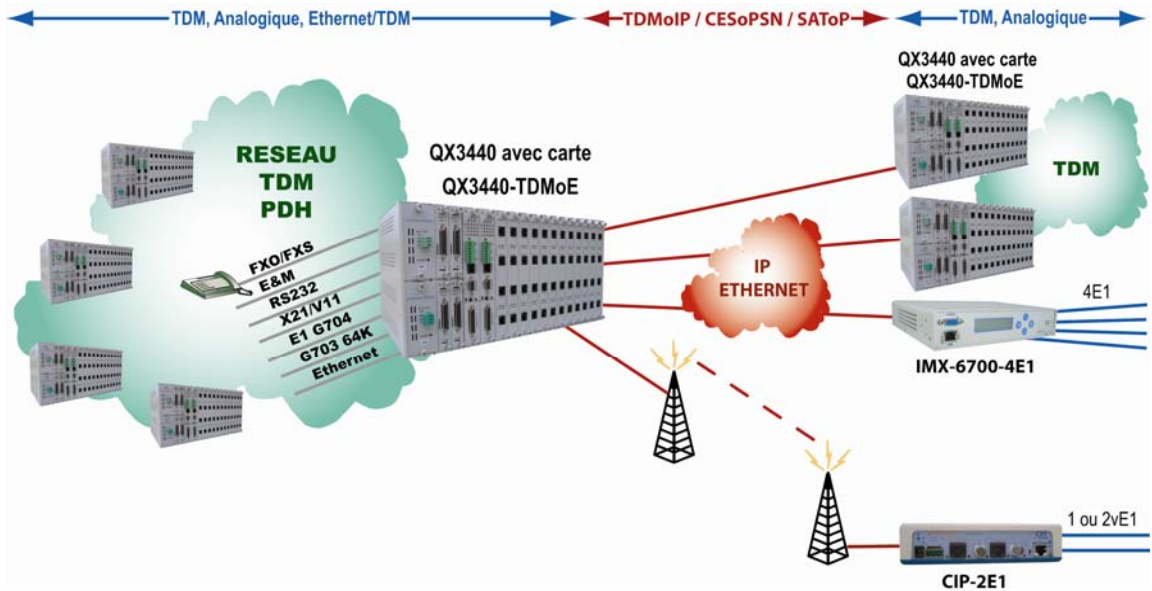 TDM, Analogique, Ethernet/TDM
TDMoIP / CESoPSN / SAToP
TDM, Analogique
RESEAU
TDM
PDH
QX3440 avec carte
QX3440-TDMoE
QX3440 avec carte
QX3440-TDMoE
TDM
FXO/FXS
E&M
RS232
X21/V11
E1 G704
G703 64K
Ethernet
IP
ETHERNET
4E1
IMX-6700-4E1
1 ou 2vE1
CIP-2E1